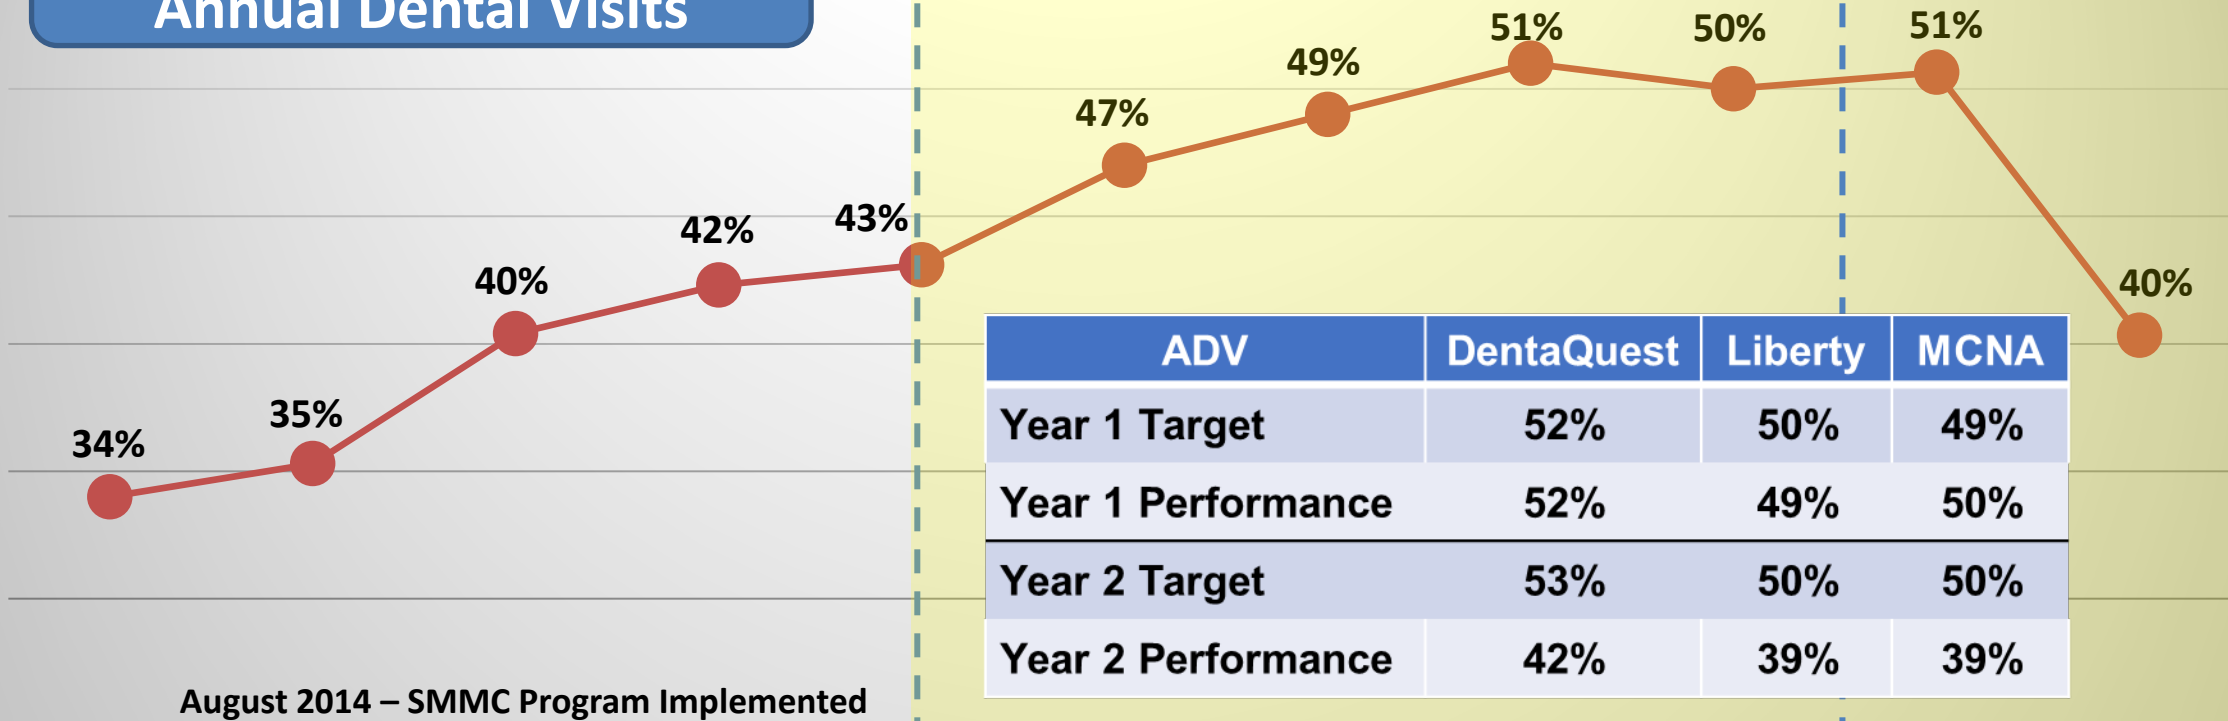 Annual Dental Visits
34%
35%
40%
42%
43%
47%
49%
51%
50%
51%
40%
ADV DentaQuest Liberty MCNA
Year 1 Target 52% 50% 49%
Year 1 Performance 52% 49% 50%
Year 2 Target 53% 50% 50%
Year 2 Performance 42% 39% 39%
August 2014 – SMMC Program Implemented